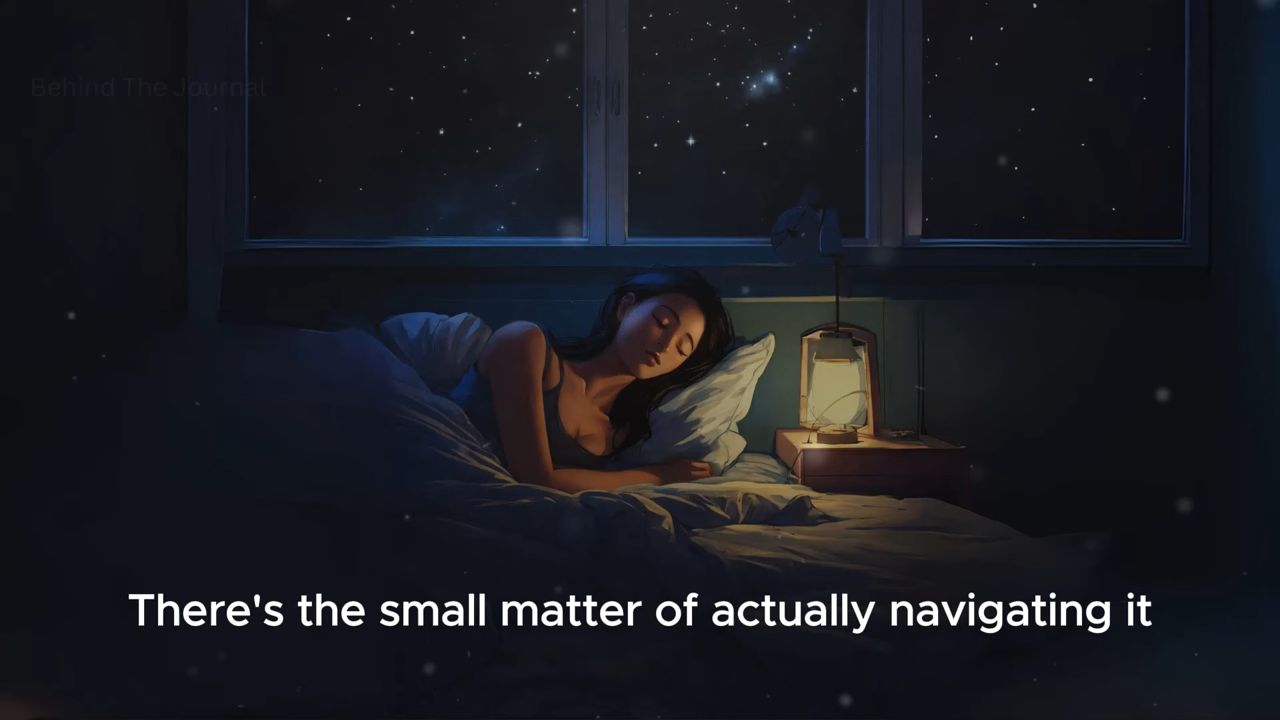 Behind The Journal
There's the small matter of actually navigating it